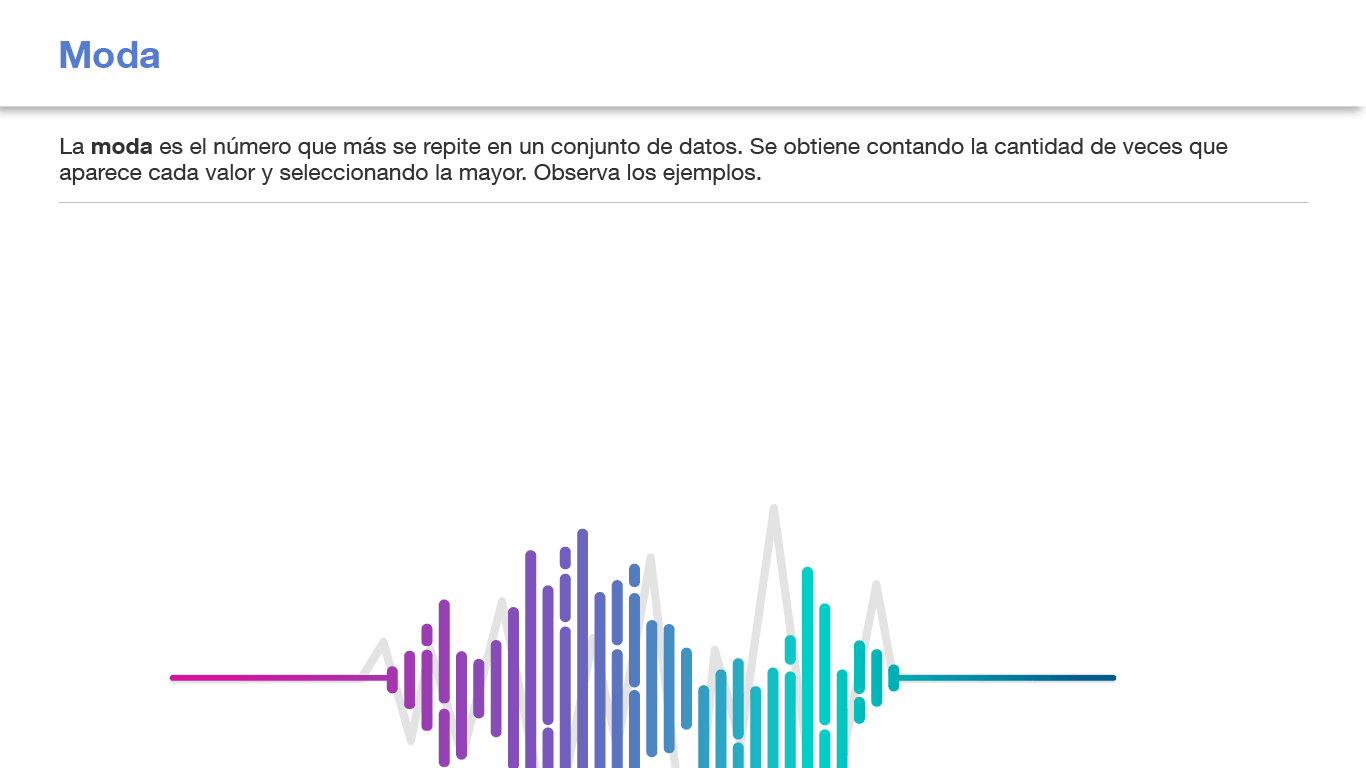 Moda
La moda es el número que más se repite en un conjunto de datos. Se obtiene contando la cantidad de veces que
aparece cada valor y seleccionando la mayor. Observa los ejemplos.